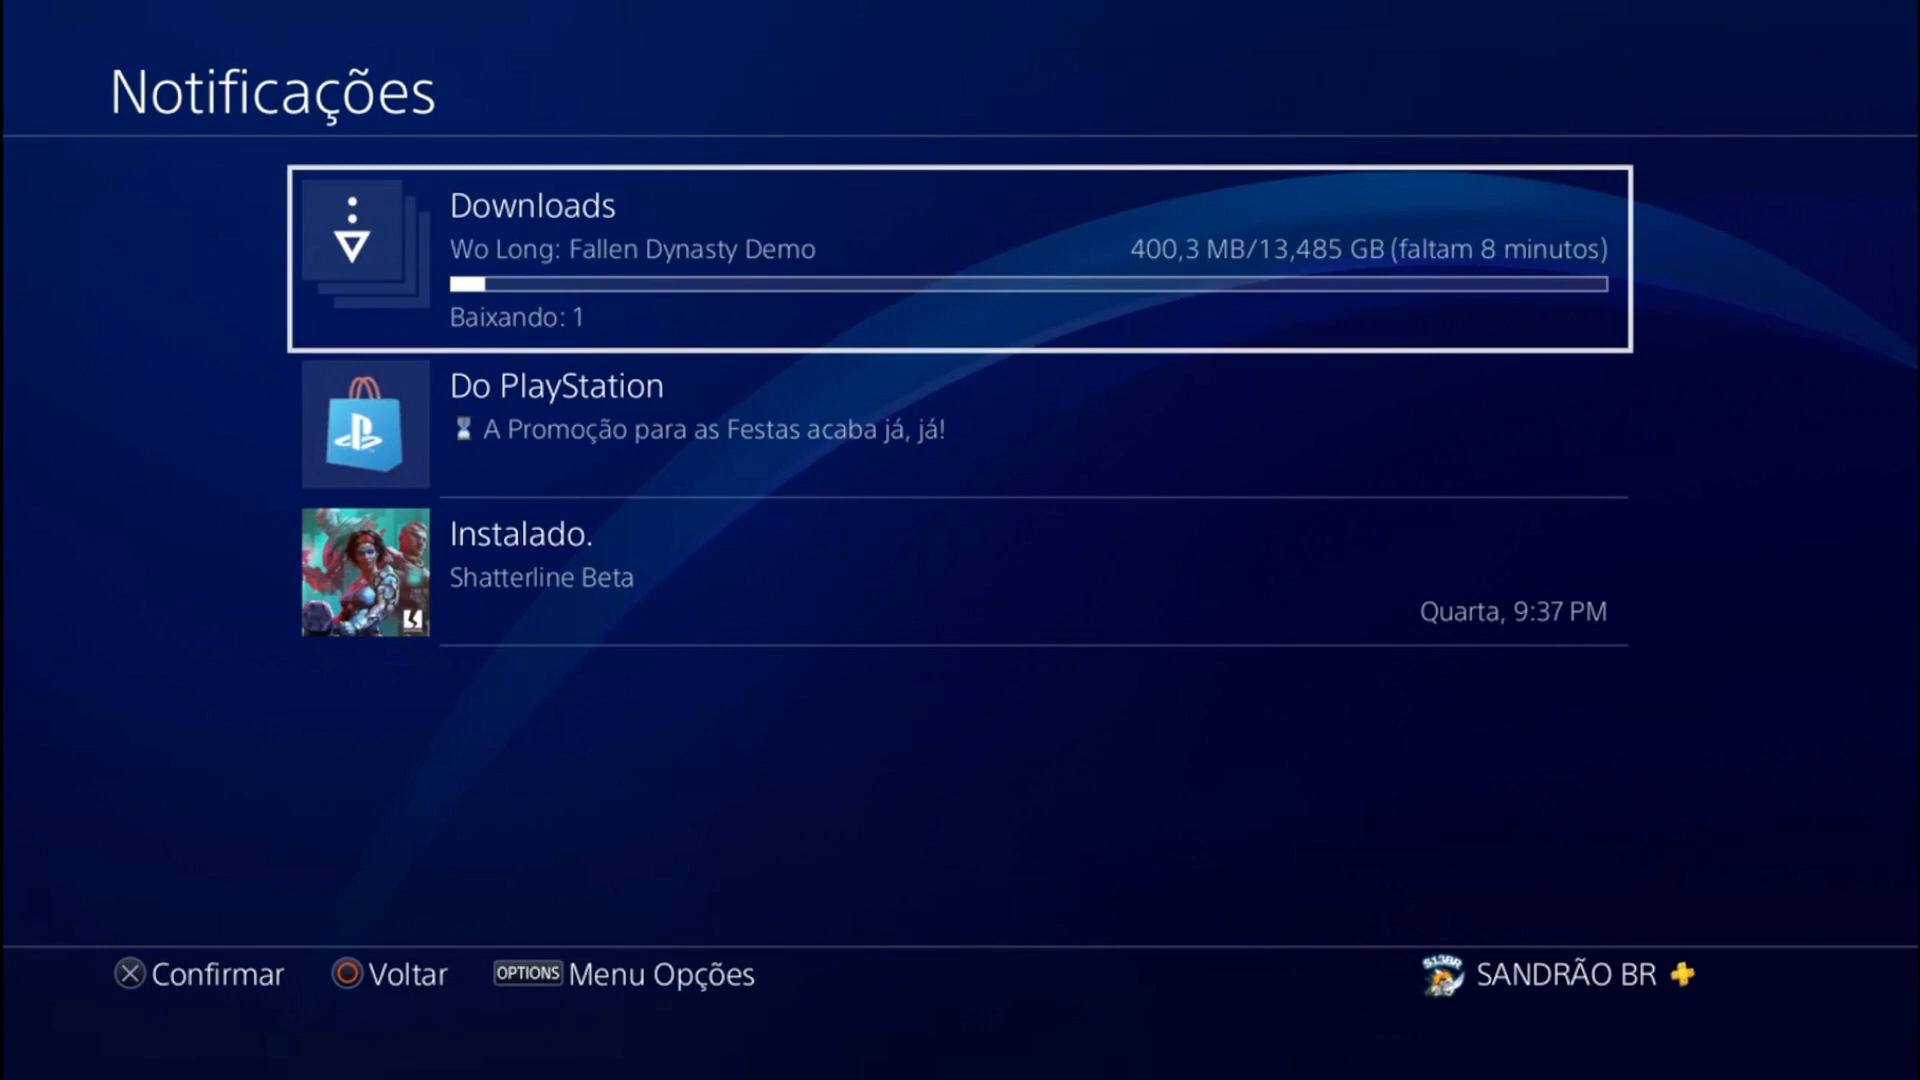 Notificações
Downloads
Wo Long: Fallen Dynasty Demo
400,3 MB/13,485 GB (faltam 8 minutos)
Baixando: 1
Do PlayStation
⌛ A Promoção para as Festas acaba já, já!
Instalado.
Shatterline Beta
Quarta, 9:37 PM
Confirmar
Voltar
OPTIONS Menu Opções
S13BR
SANDRÃO BR